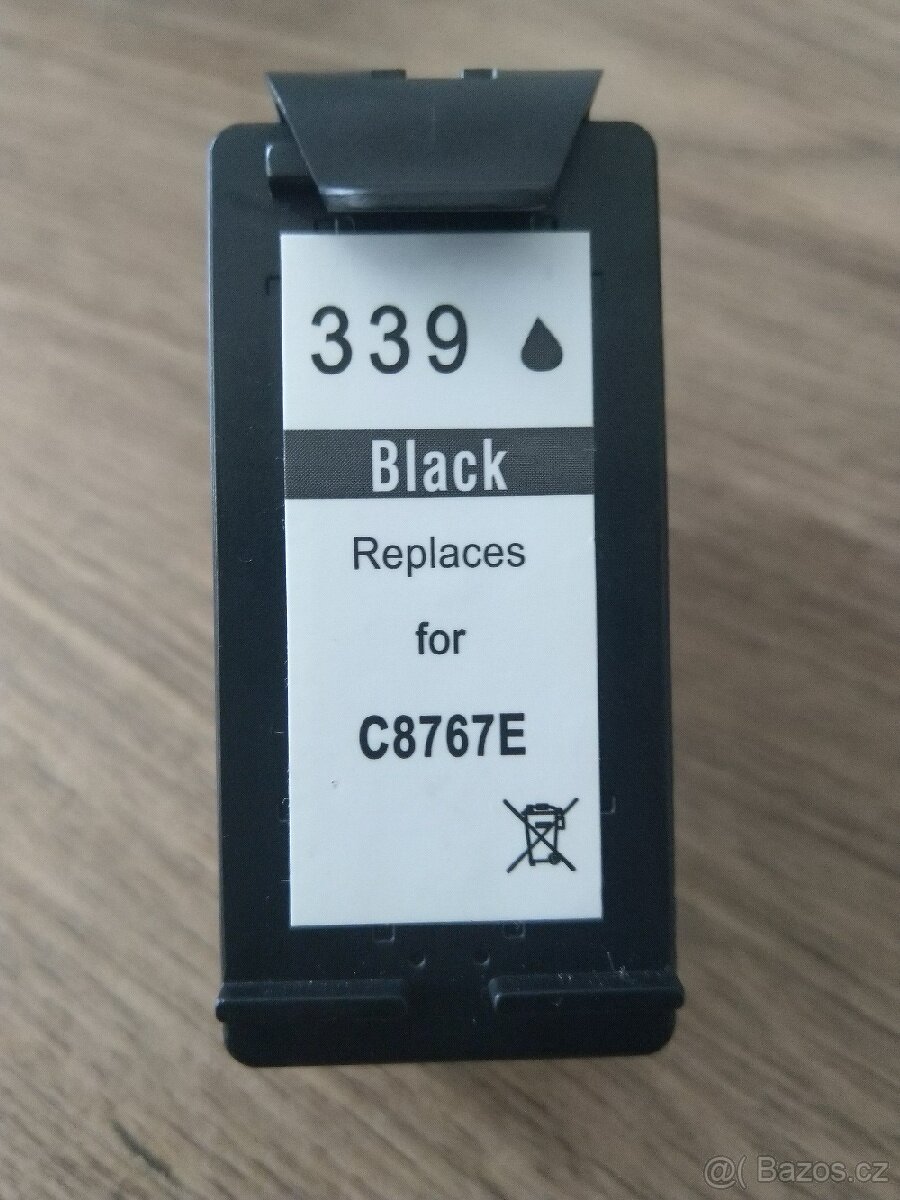 339
Black
Replaces
for
C8767E
@( Bazos.cz